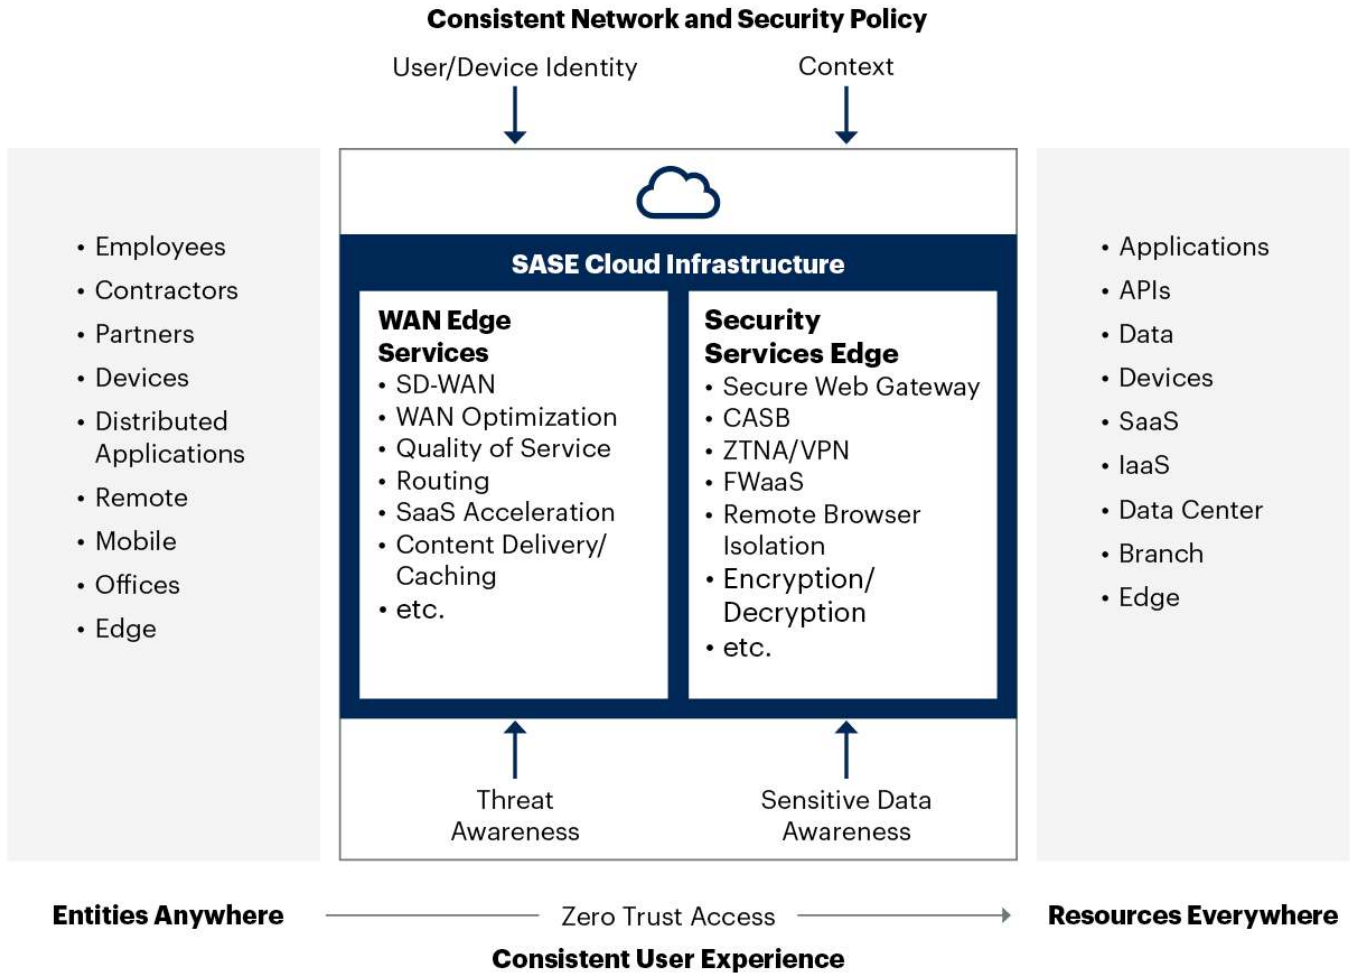 Consistent Network and Security Policy
User/Device Identity
Context
• Employees
• Contractors
• Partners
• Devices
• Distributed
Applications
• Remote
• Mobile
• Offices
• Edge
SASE Cloud Infrastructure
WAN Edge
Services
• SD-WAN
• WAN Optimization
• Quality of Service
• Routing
• SaaS Acceleration
• Content Delivery/
Caching
• etc.
Security
Services Edge
• Secure Web Gateway
• CASB
• ZTNA/VPN
• FWaaS
• Remote Browser
Isolation
• Encryption/
Decryption
• etc.
Threat
Awareness
Sensitive Data
Awareness
• Applications
• APIs
• Data
• Devices
• SaaS
• IaaS
• Data Center
• Branch
• Edge
Entities Anywhere
Zero Trust Access
Resources Everywhere
Consistent User Experience